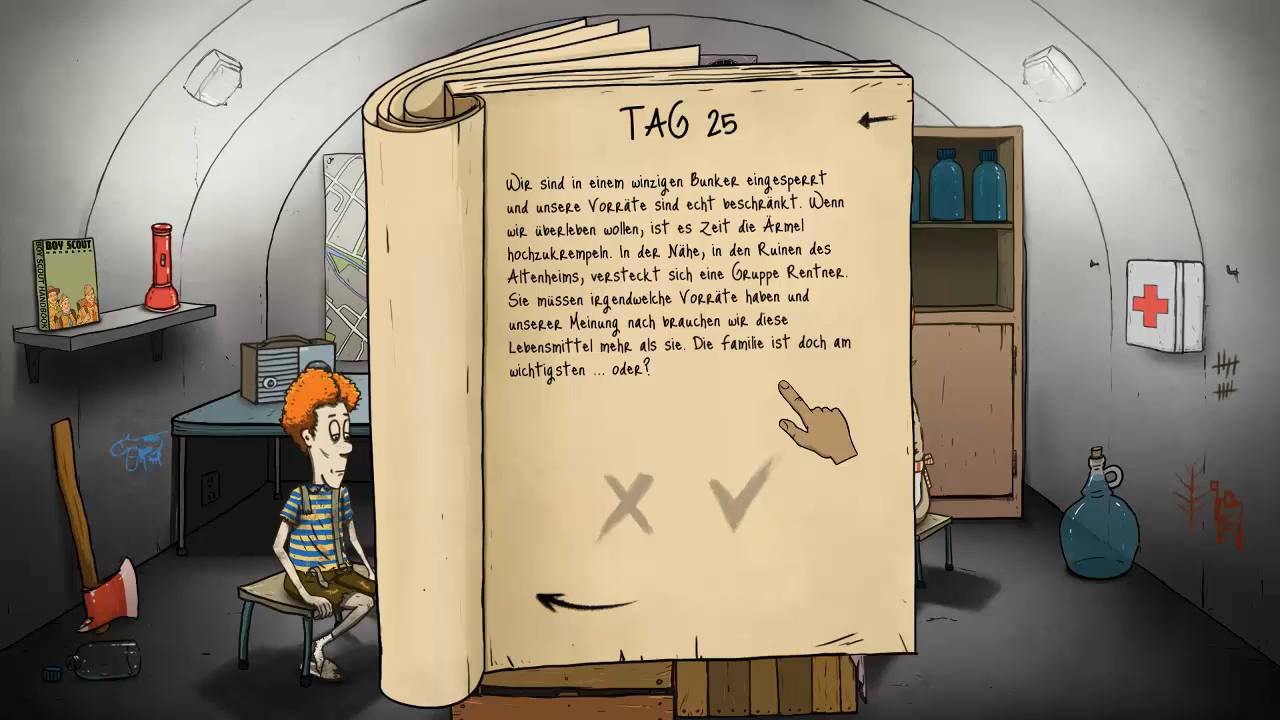 TAG 25
Wir sind in einem winzigen Bunker eingesperrt
und unsere Vorräte sind echt beschränkt. Wenn
wir überleben wollen, ist es Zeit die Ärmel
hochzukrempeln. In der Nähe, in den Ruinen des
Altenheims, versteckt sich eine Gruppe Rentner.
Sie müssen irgendwelche Vorräte haben und
unserer Meinung nach brauchen wir diese
Lebensmittel mehr als sie. Die Familie ist doch am
wichtigsten ... oder?
BOY SCOUT
BOY SCOUT HANDBOOK